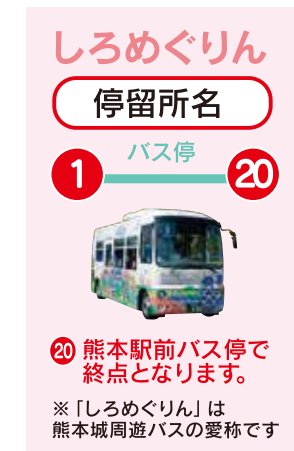 しろめぐりん
停留所名
バス停
1 20
20 熊本駅前バス停で
終点となります。
※「しろめぐりん」は
熊本城周遊バスの愛称です